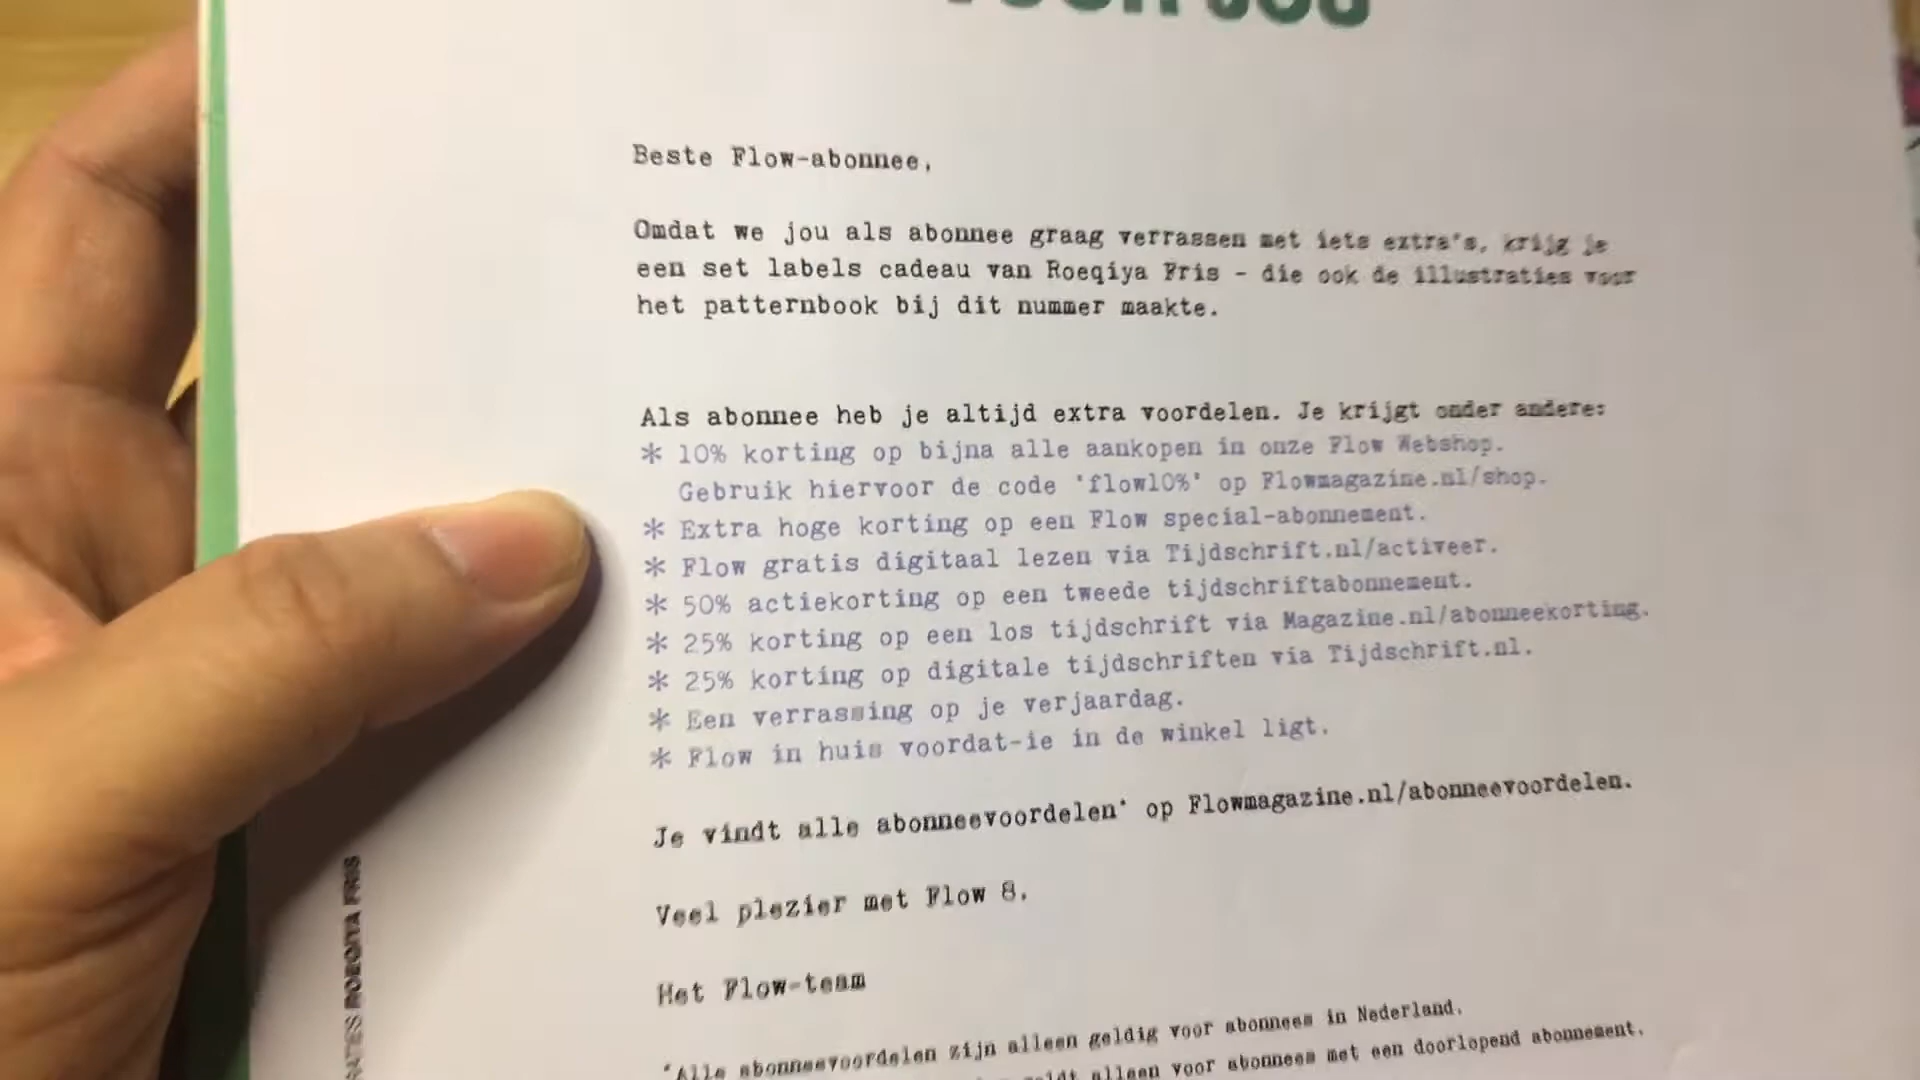 JOU
Beste Flow-abonnee,
Omdat we jou als abonnee graag verrassen met iets extra's, krijg je
een set labels cadeau van Roeqiya Fris - die ook de illustraties voor
het patternbook bij dit nummer maakte.
Als abonnee heb je altijd extra voordelen. Je krijgt onder andere:
* 10% korting op bijna alle aankopen in onze Flow Webshop.
Gebruik hiervoor de code 'flow10%' op Flowmagazine.nl/shop.
* Extra hoge korting op een Flow special-abonnement.
* Flow gratis digitaal lezen via Tijdschrift.nl/activeer.
* 50% actiekorting op een tweede tijdschriftabonnement.
* 25% korting op een los tijdschrift via Magazine.nl/abonneekorting.
* 25% korting op digitale tijdschriften via Tijdschrift.nl.
* Een verrassing op je verjaardag.
* Flow in huis voordat-ie in de winkel ligt.
Je vindt alle abonneevoordelen* op Flowmagazine.nl/abonneevoordelen.
Veel plezier met Flow 8,
Het Flow-team
*Alle abonneevoordelen zijn alleen geldig voor abonnees in Nederland.
alleen voor abonnees met een doorlopend abonnement.
FRIS